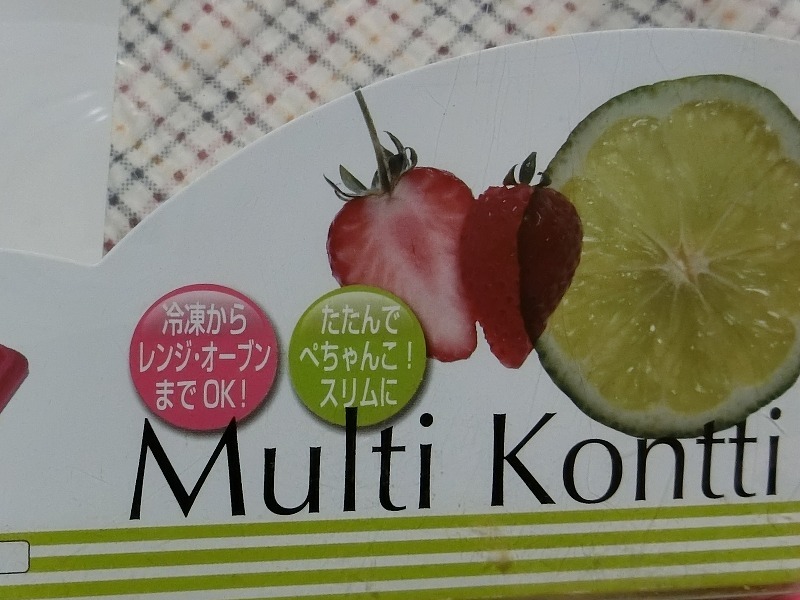 冷凍から
レンジ・オーブン
までOK!
たたんで
ぺちゃんこ!
スリムに
Multi Kontti